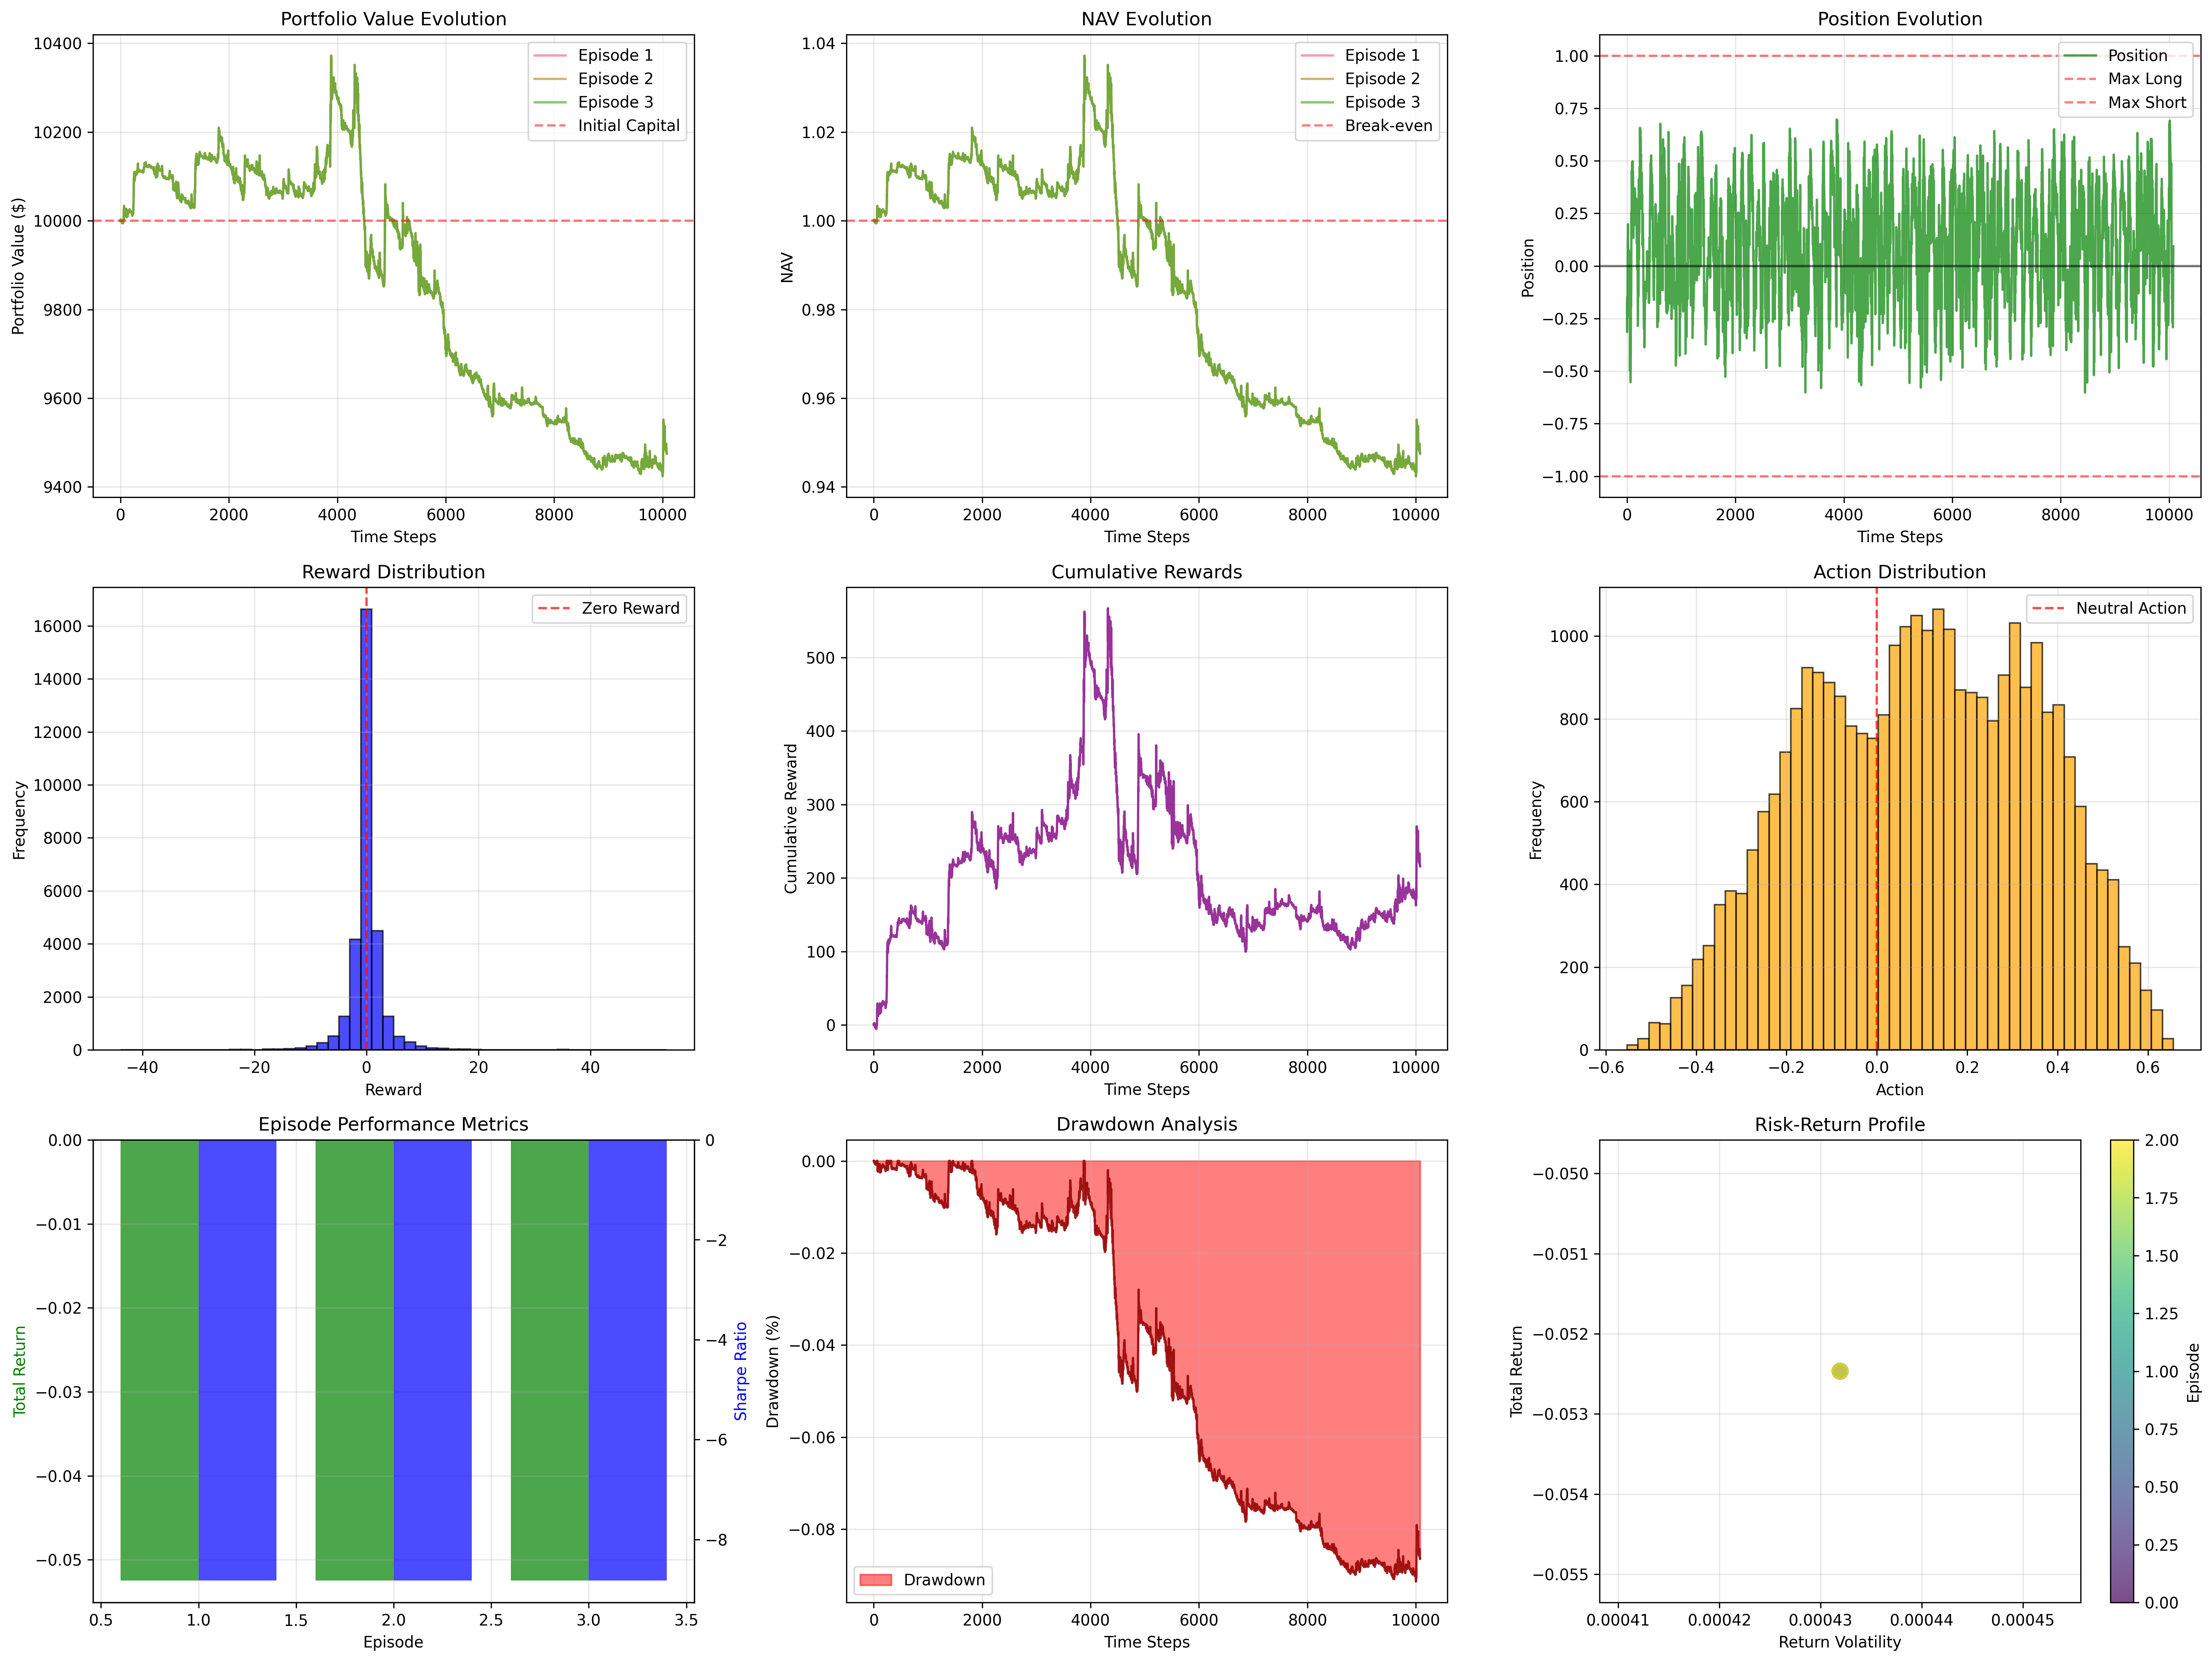 Portfolio Value Evolution
10400
10200
10000
9800
9600
9400
Portfolio Value ($)
Episode 1
Episode 2
Episode 3
Initial Capital
0 2000 4000 6000 8000 10000
Time Steps
NAV Evolution
1.04
1.02
1.00
0.98
0.96
0.94
NAV
Episode 1
Episode 2
Episode 3
Break-even
0 2000 4000 6000 8000 10000
Time Steps
Position Evolution
1.00
0.75
0.50
0.25
0.00
−0.25
−0.50
−0.75
−1.00
Position
Position
Max Long
Max Short
0 2000 4000 6000 8000 10000
Time Steps
Reward Distribution
16000
14000
12000
10000
8000
6000
4000
2000
0
Frequency
Zero Reward
−40 −20 0 20 40
Reward
Cumulative Rewards
500
400
300
200
100
0
Cumulative Reward
0 2000 4000 6000 8000 10000
Time Steps
Action Distribution
1000
800
600
400
200
0
Frequency
Neutral Action
−0.6 −0.4 −0.2 0.0 0.2 0.4 0.6
Action
Episode Performance Metrics
0.00
−0.01
−0.02
−0.03
−0.04
−0.05
Total Return
0
−2
−4
−6
−8
Sharpe Ratio
0.5 1.0 1.5 2.0 2.5 3.0 3.5
Episode
Drawdown Analysis
0.00
−0.02
−0.04
−0.06
−0.08
Drawdown (%)
Drawdown
0 2000 4000 6000 8000 10000
Time Steps
Risk-Return Profile
−0.050
−0.051
−0.052
−0.053
−0.054
−0.055
Total Return
0.00041 0.00042 0.00043 0.00044 0.00045
Return Volatility
2.00
1.75
1.50
1.25
1.00
0.75
0.50
0.25
0.00
Episode